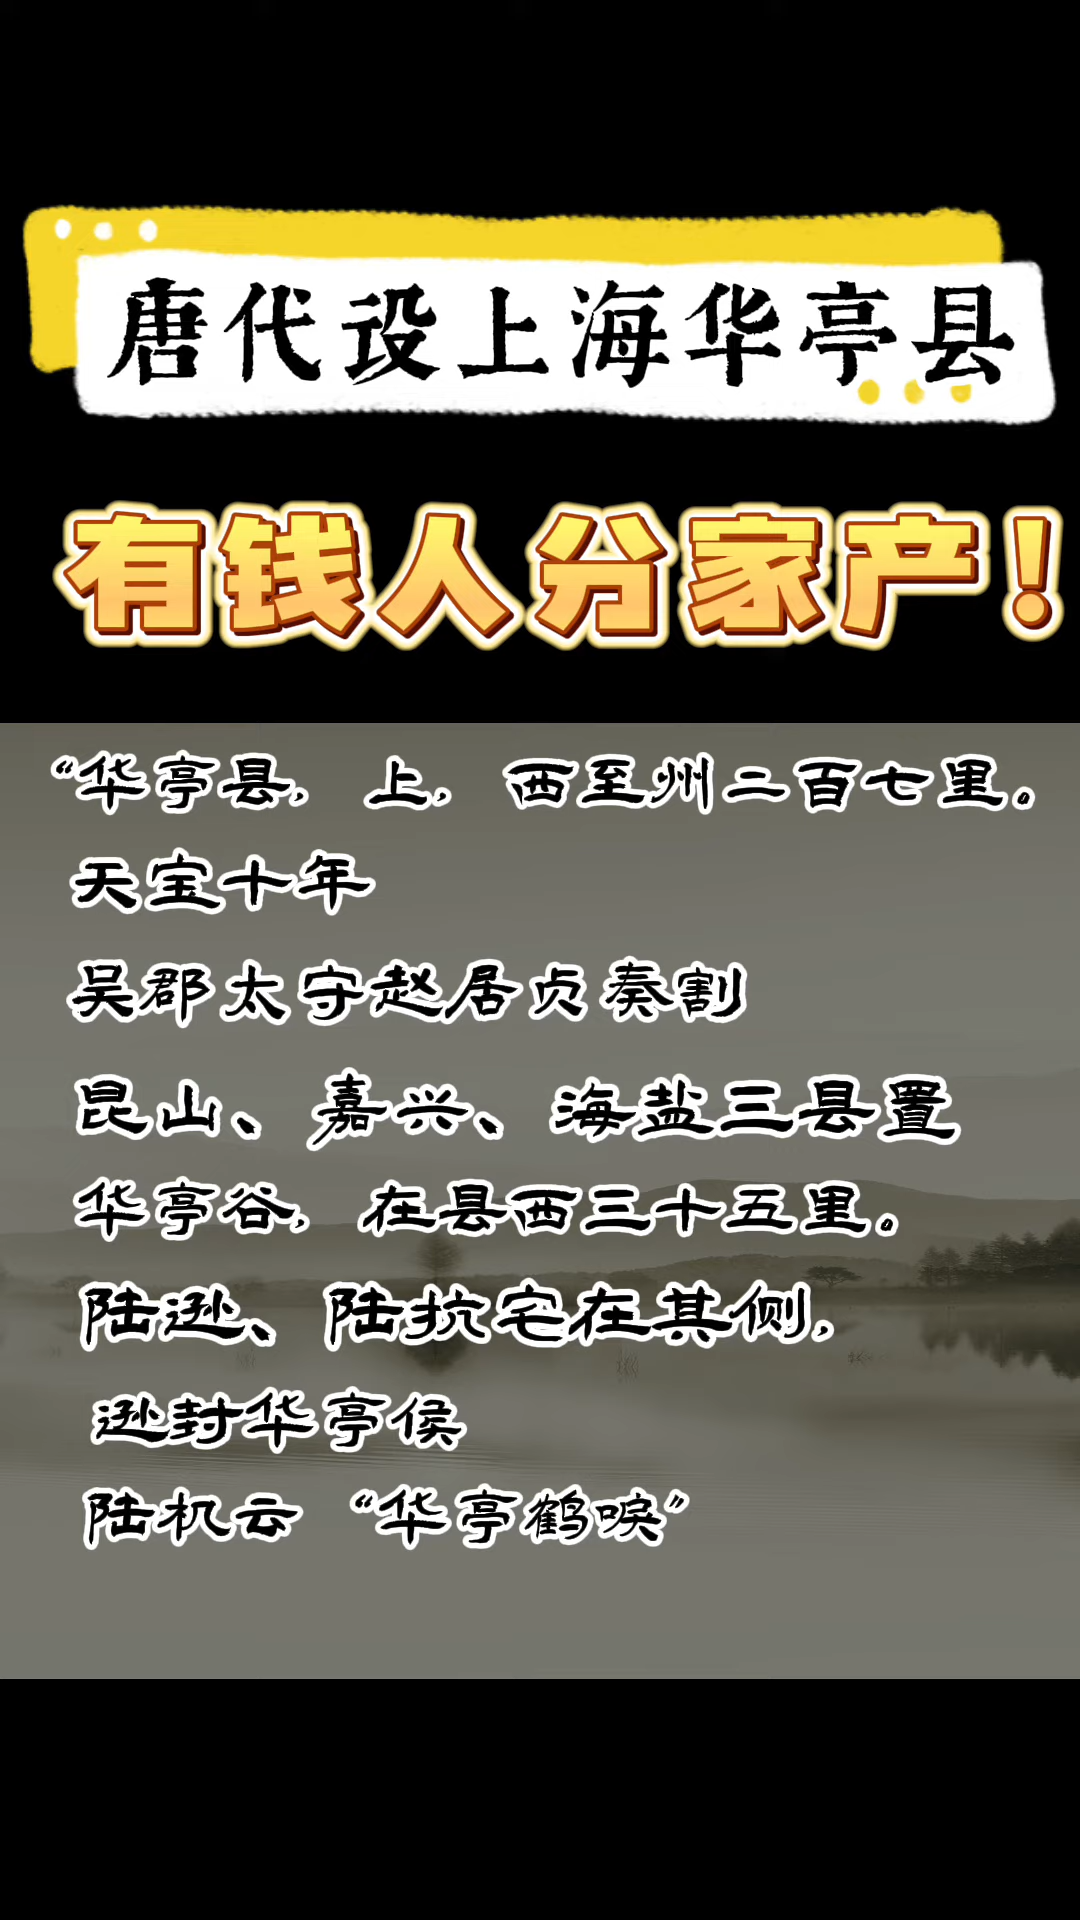 唐代设上海华亭县
有钱人分家产！
“华亭县，上，西至州二百七里。
天宝十年
吴郡太守赵居贞奏割
昆山、嘉兴、海盐三县置
华亭谷，在县西三十五里。
陆逊、陆抗宅在其侧，
逊封华亭侯
陆机云“华亭鹤唳”